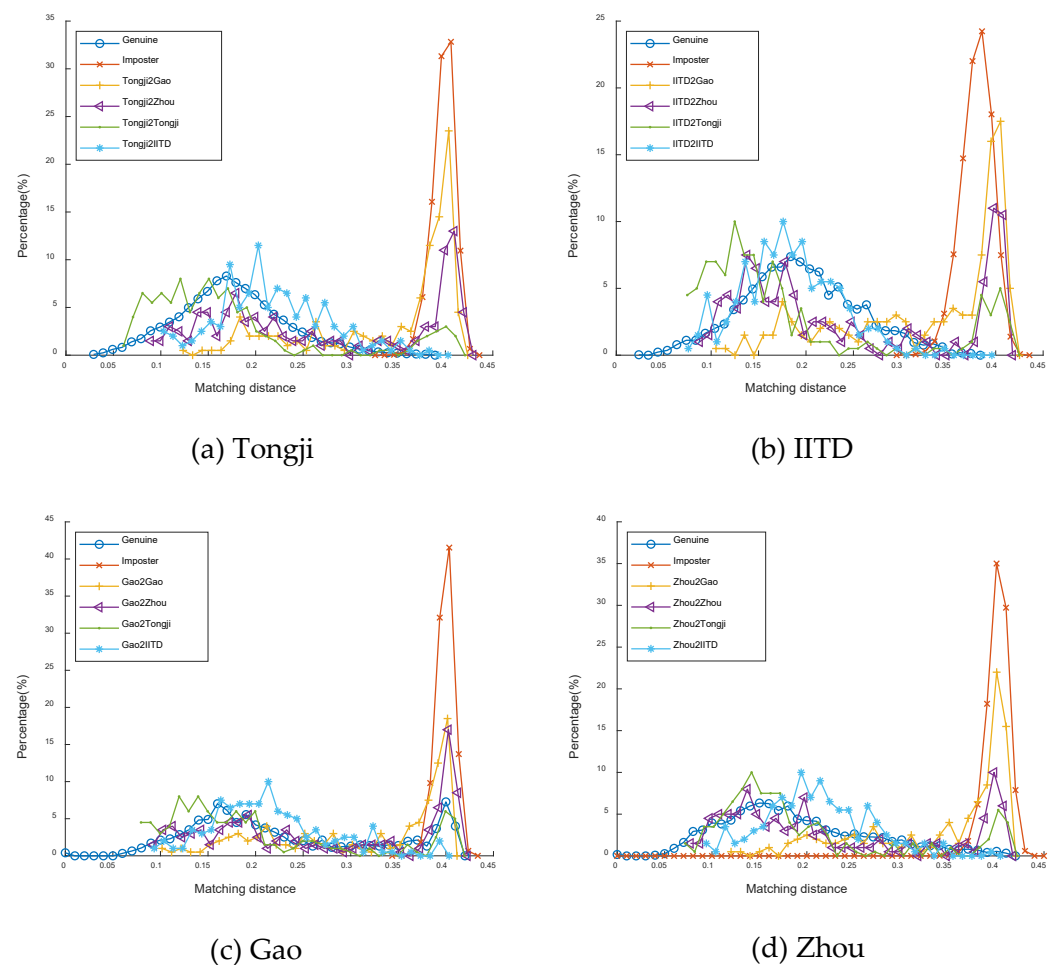 35
30
25
20
15
10
5
0
Percentage(%)
0 0.05 0.1 0.15 0.2 0.25 0.3 0.35 0.4 0.45
Matching distance
Genuine
Imposter
Tongji2Gao
Tongji2Zhou
Tongji2Tongji
Tongji2IITD
(a) Tongji
25
20
15
10
5
0
Percentage(%)
0 0.05 0.1 0.15 0.2 0.25 0.3 0.35 0.4 0.45
Matching distance
Genuine
Imposter
IITD2Gao
IITD2Zhou
IITD2Tongji
IITD2IITD
(b) IITD
45
40
35
30
25
20
15
10
5
0
Percentage(%)
0 0.05 0.1 0.15 0.2 0.25 0.3 0.35 0.4 0.45
Matching distance
Genuine
Imposter
Gao2Gao
Gao2Zhou
Gao2Tongji
Gao2IITD
(c) Gao
40
35
30
25
20
15
10
5
0
Percentage(%)
0 0.05 0.1 0.15 0.2 0.25 0.3 0.35 0.4 0.45
Matching distance
Genuine
Imposter
Zhou2Gao
Zhou2Zhou
Zhou2Tongji
Zhou2IITD
(d) Zhou